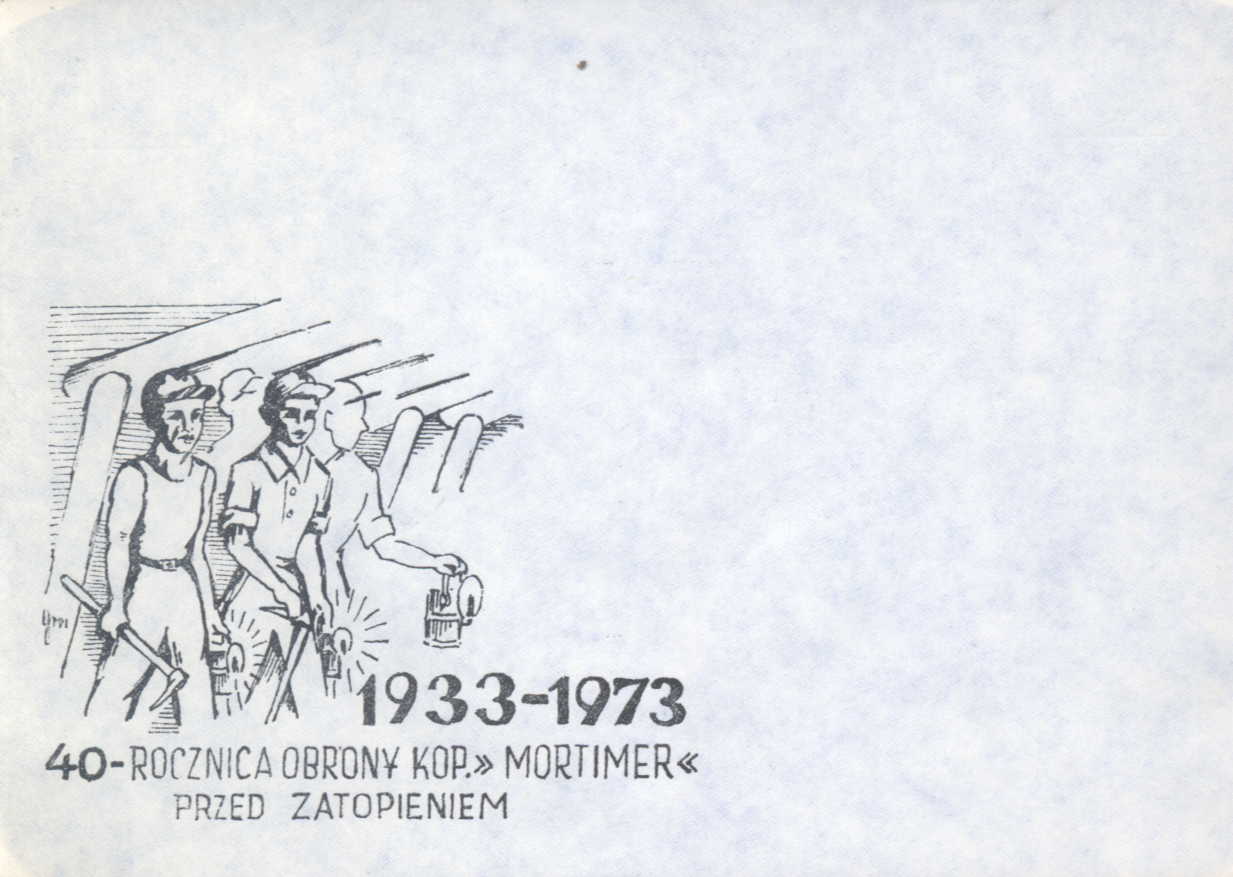 1933-1973
40-ROCZNICA OBRONY KOP.» MORTIMER«
PRZED ZATOPIENIEM